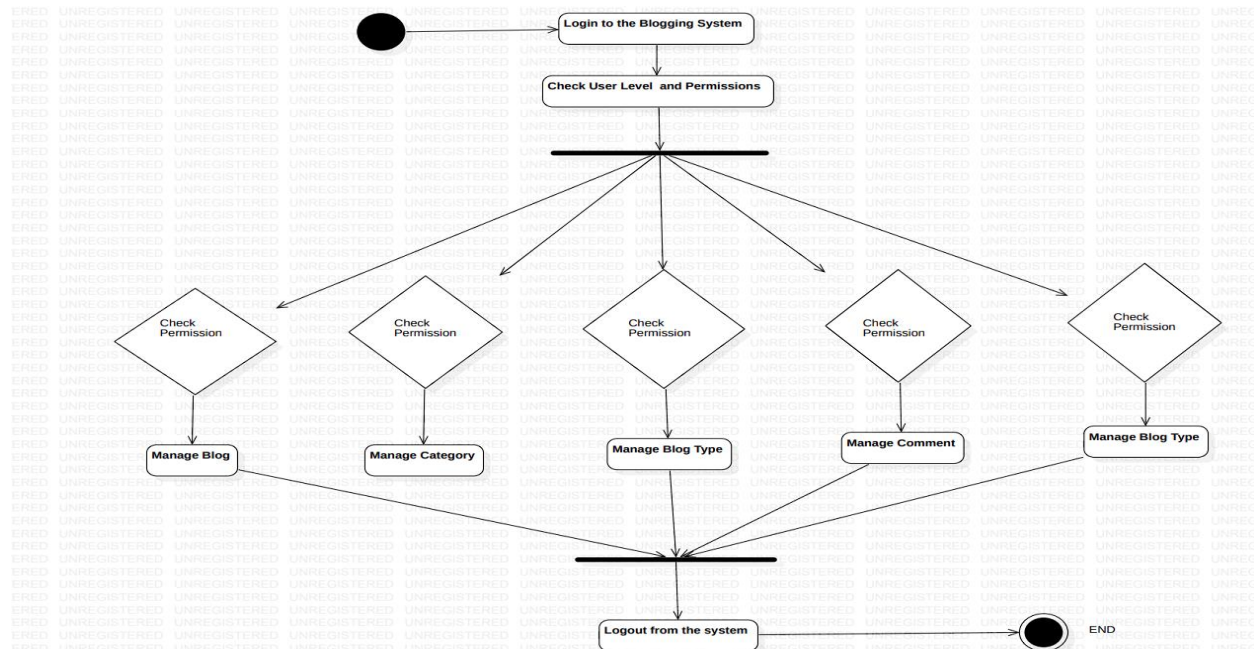 Login to the Blogging System
Check User Level and Permissions
Check
Permission
Check
Permission
Check
Permission
Check
Permission
Check
Permission
Manage Blog
Manage Category
Manage Blog Type
Manage Comment
Manage Blog Type
Logout from the system
END
UNREGISTERED